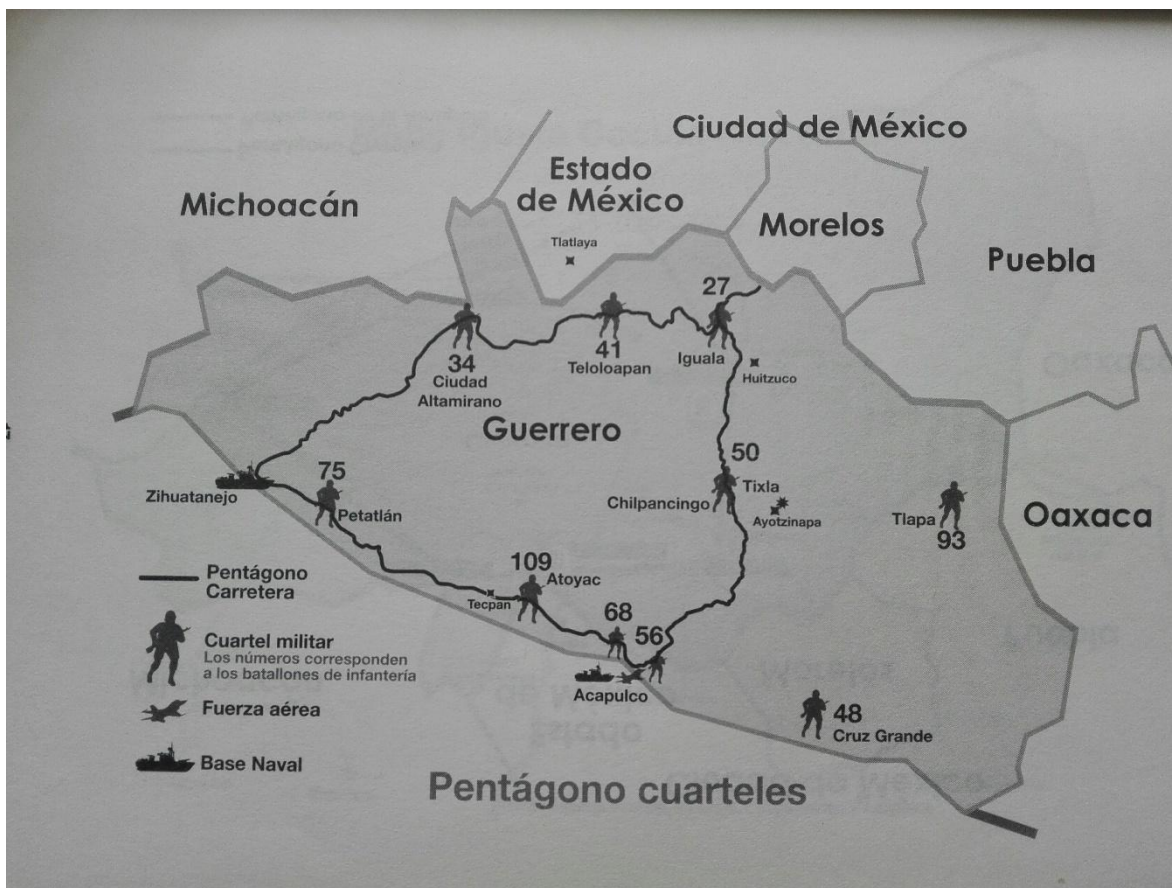 Ciudad de México
Michoacán
Estado
de México
Morelos
Puebla
Tlatlaya
27
34
Ciudad
Altamirano
41
Teloloapan
Iguala
Huitzuco
Guerrero
Zihuatanejo
75
Petatlán
50
Chilpancingo
Tixla
Ayotzinapa
Tlapa
93
Oaxaca
109
Atoyac
Tecpan
68
56
Acapulco
48
Cruz Grande
Pentágono
Carretera
Cuartel militar
Los números corresponden
a los batallones de infantería
Fuerza aérea
Base Naval
Pentágono cuarteles